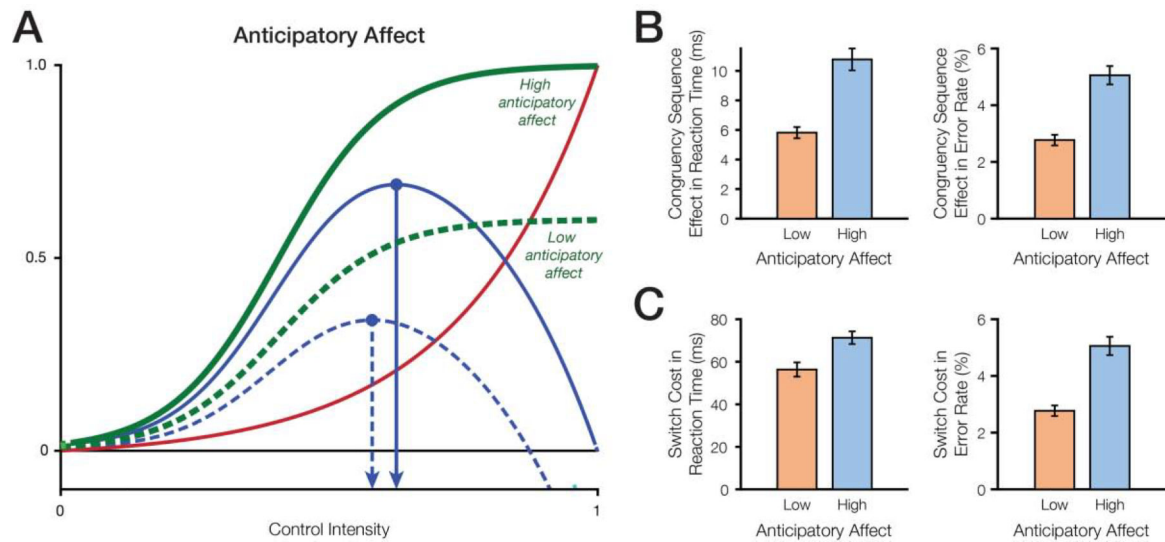 A
Anticipatory Affect
1.0
0.5
0
0
1
High
anticipatory
affect
Low
anticipatory
affect
Control Intensity
B
Congruency Sequence
Effect in Reaction Time (ms)
10
8
6
4
2
0
Low
High
Anticipatory Affect
Congruency Sequence
Effect in Error Rate (%)
6
4
2
0
Low
High
Anticipatory Affect
C
Switch Cost in
Reaction Time (ms)
80
60
40
20
0
Low
High
Anticipatory Affect
Switch Cost in
Error Rate (%)
6
4
2
0
Low
High
Anticipatory Affect